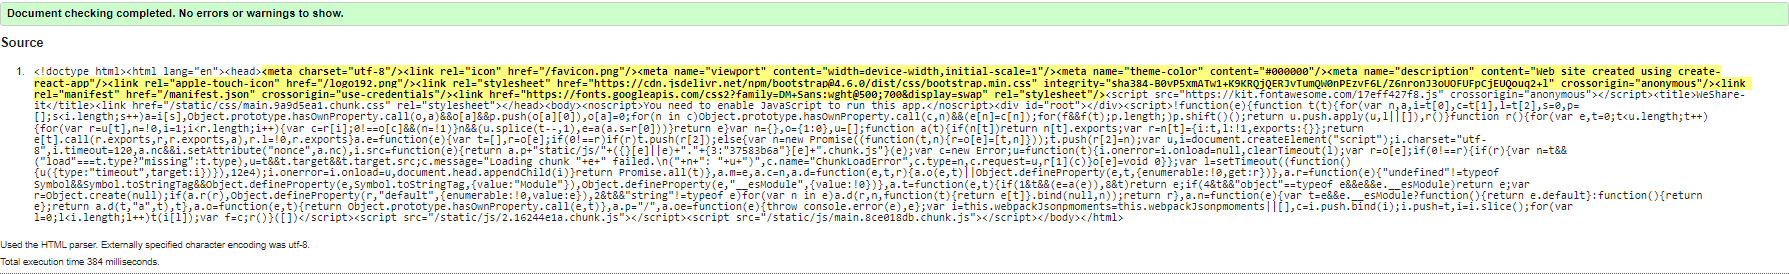 Document checking completed. No errors or warnings to show.
Source
1. <!doctype html><html lang="en"><head><meta charset="utf-8"/><link rel="icon" href="/favicon.png"/><meta name="viewport" content="width=device-width,initial-scale=1"/><meta name="theme-color" content="#000000"/><meta name="description" content="Web site created using create-
react-app"/><link rel="apple-touch-icon" href="/logo192.png"/><link rel="stylesheet" href="https://cdn.jsdelivr.net/npm/bootstrap@4.6.0/dist/css/bootstrap.min.css" integrity="sha384-B0vP5xmATw1+K9KRQjQERJvTumQW0nPEzvF6L/Z6nronJ3oUOFUFpCjEUQouq2+l" crossorigin="anonymous"/><link
rel="manifest" href="/manifest.json" crossorigin="use-credentials"/><link href="https://fonts.googleapis.com/css2?family=DM+Sans:wght@500;700&display=swap" rel="stylesheet"/><script src="https://kit.fontawesome.com/17eff427f8.js" crossorigin="anonymous"></script><title>WeShare-
it</title><link href="/static/css/main.9a9d5ea1.chunk.css" rel="stylesheet"></head><body><noscript>You need to enable JavaScript to run this app.</noscript><div id="root"></div><script>!function(e){function t(t){for(var n,a,i=t[0],c=t[1],l=t[2],s=0,p=
[];s<i.length;s++)a=i[s],Object.prototype.hasOwnProperty.call(o,a)&&o[a]&&p.push(o[a][0]),o[a]=0;for(n in c)Object.prototype.hasOwnProperty.call(c,n)&&(e[n]=c[n]);for(f&&f(t);p.length;)p.shift()();return u.push.apply(u,l||[]),r()}function r(){for(var e,t=0;t<u.length;t++)
{for(var r=u[t],n=!0,i=1;i<r.length;i++){var c=r[i];0!==o[c]&&(n=!1)}n&&(u.splice(t--,1),e=a(a.s=r[0]))}return e}var n={},o={1:0},u=[];function a(t){if(n[t])return n[t].exports;var r=n[t]={i:t,l:!1,exports:{}};return
e[t].call(r.exports,r,r.exports,a),r.l=!0,r.exports}a.e=function(e){var t=[],r=o[e];if(0!==r)if(r)t.push(r[2]);else{var n=new Promise((function(t,n){r=o[e]=[t,n]}));t.push(r[2]=n);var u,i=document.createElement("script");i.charset="utf-
8",i.timeout=120,a.nc&&i.setAttribute("nonce",a.nc),i.src=function(e){return a.p+"static/js/"+({}[e]||e)+"."+{3:"37583b6a"}[e]+".chunk.js"}(e);var c=new Error;u=function(t){i.onerror=i.onload=null,clearTimeout(l);var r=o[e];if(0!==r){if(r){var n=t&&
("load"===t.type?"missing":t.type),u=t&&t.target&&t.target.src;c.message="Loading chunk "+e+" failed.\n("+n+": "+u+")",c.name="ChunkLoadError",c.type=n,c.request=u,r[1](c)}o[e]=void 0}};var l=setTimeout((function()
{u({type:"timeout",target:i})}),12e4);i.onerror=i.onload=u,document.head.appendChild(i)}return Promise.all(t)},a.m=e,a.c=n,a.d=function(e,t,r){a.o(e,t)||Object.defineProperty(e,t,{enumerable:!0,get:r})},a.r=function(e){"undefined"!=typeof
Symbol&&Symbol.toStringTag&&Object.defineProperty(e,Symbol.toStringTag,{value:"Module"}),Object.defineProperty(e,"__esModule",{value:!0})},a.t=function(e,t){if(1&t&&(e=a(e)),8&t)return e;if(4&t&&"object"==typeof e&&e&&e.__esModule)return e;var
r=Object.create(null);if(a.r(r),Object.defineProperty(r,"default",{enumerable:!0,value:e}),2&t&&"string"!=typeof e)for(var n in e)a.d(r,n,function(t){return e[t]}.bind(null,n));return r},a.n=function(e){var t=e&&e.__esModule?function(){return e.default}:function(){return
e};return a.d(t,"a",t),t},a.o=function(e,t){return Object.prototype.hasOwnProperty.call(e,t)},a.p="/",a.oe=function(e){throw console.error(e),e};var i=this.webpackJsonpmoments=this.webpackJsonpmoments||[],c=i.push.bind(i);i.push=t,i=i.slice();for(var
l=0;l<i.length;l++)t(i[l]);var f=c;r()}([])</script><script src="/static/js/2.16244e1a.chunk.js"></script><script src="/static/js/main.8ce018db.chunk.js"></script></body></html>
Used the HTML parser. Externally specified character encoding was utf-8.
Total execution time 384 milliseconds.